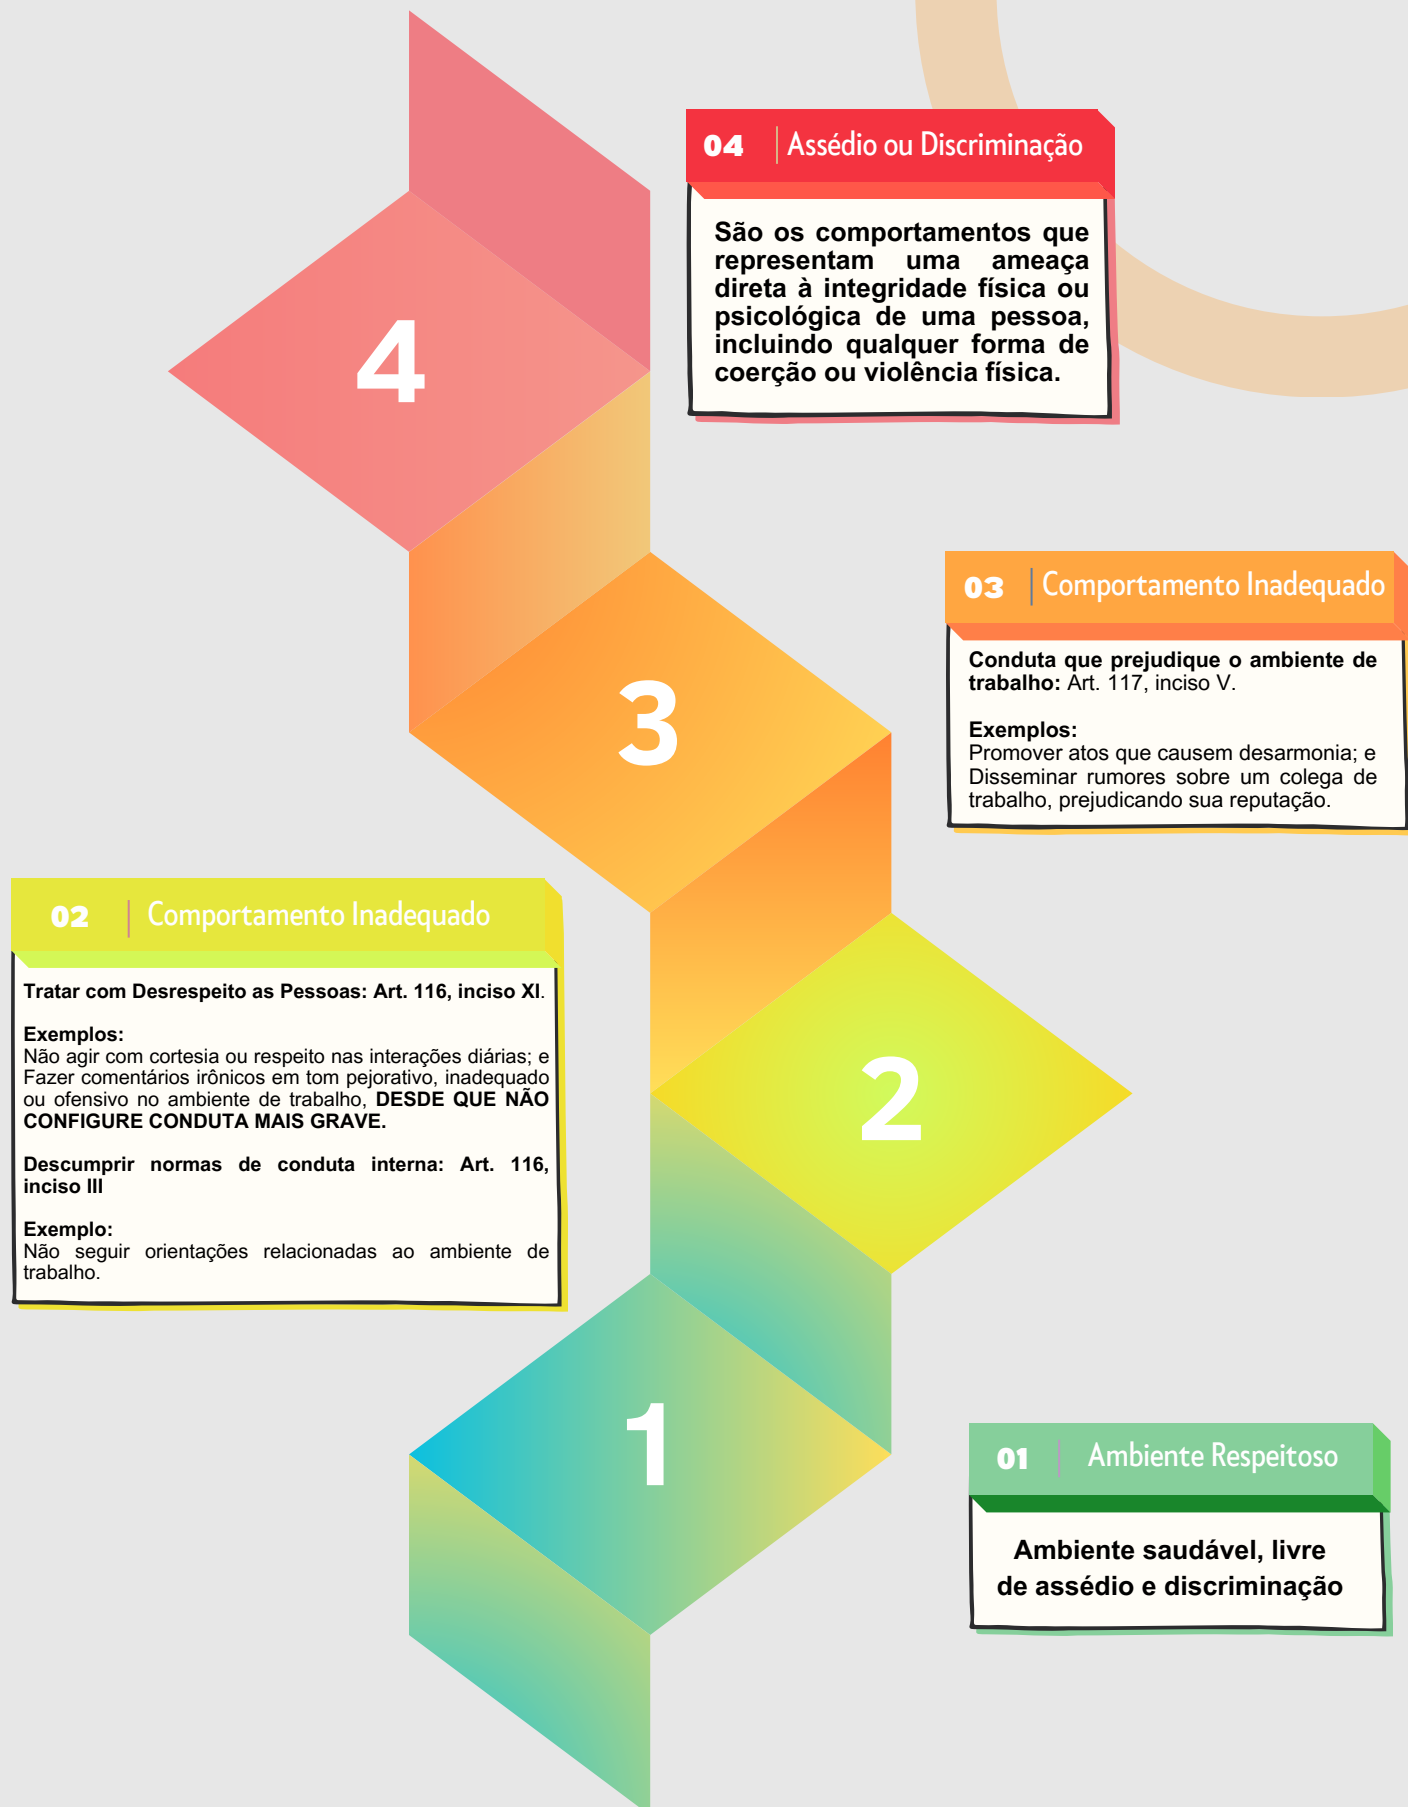 04 Assédio ou Discriminação
São os comportamentos que
representam uma ameaça
direta à integridade física ou
psicológica de uma pessoa,
incluindo qualquer forma de
coerção ou violência física.
4
03 Comportamento Inadequado
Conduta que prejudique o ambiente de
trabalho: Art. 117, inciso V.
Exemplos:
Promover atos que causem desarmonia; e
Disseminar rumores sobre um colega de
trabalho, prejudicando sua reputação.
3
02 Comportamento Inadequado
Tratar com Desrespeito as Pessoas: Art. 116, inciso XI.
Exemplos:
Não agir com cortesia ou respeito nas interações diárias; e
Fazer comentários irônicos em tom pejorativo, inadequado
ou ofensivo no ambiente de trabalho, DESDE QUE NÃO
CONFIGURE CONDUTA MAIS GRAVE.
Descumprir normas de conduta interna: Art. 116,
inciso III
Exemplo:
Não seguir orientações relacionadas ao ambiente de
trabalho.
2
1
01 Ambiente Respeitoso
Ambiente saudável, livre
de assédio e discriminação